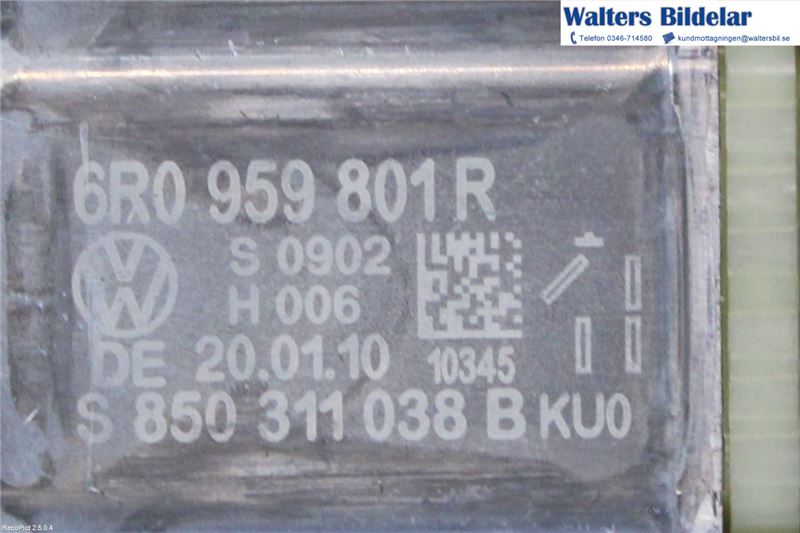 Walters Bildelar
Telefon 0346-714580 kundmottagningen@waltersbil.se
6R0 959 801 R
VW S 0902
H 006
DE 20.01.10 10345
S 850 311 038 B KU0
RecoPict 2.5.0.4